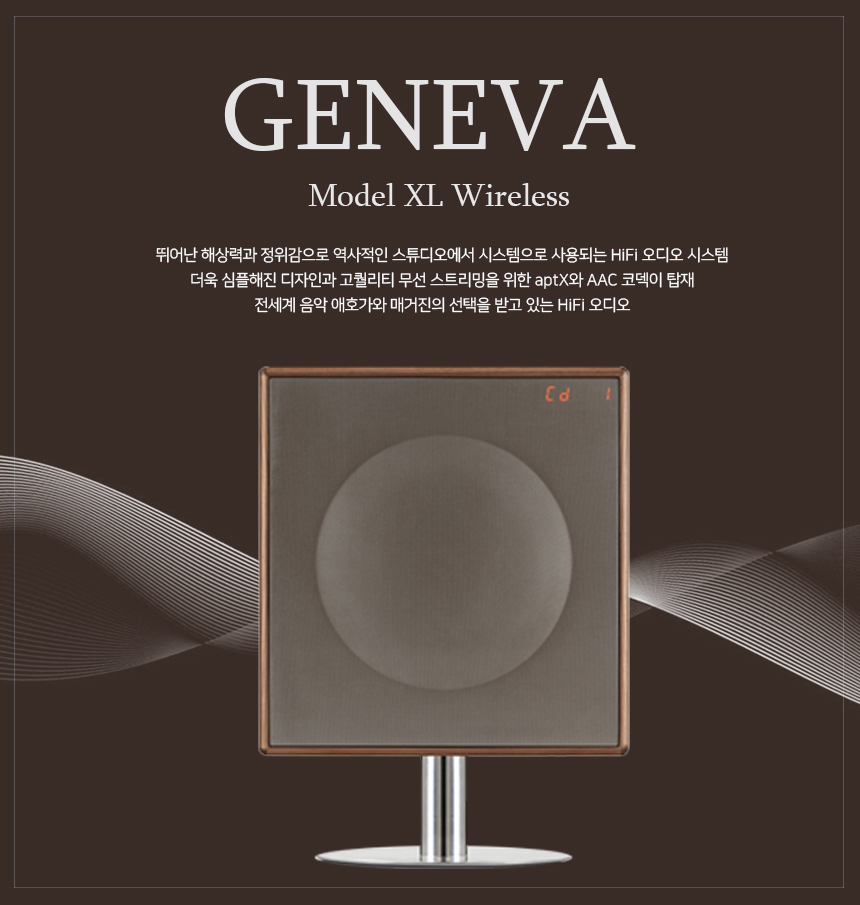 GENEVA
Model XL Wireless
뛰어난 해상력과 정위감으로 역사적인 스튜디오에서 시스템으로 사용되는 HiFi 오디오 시스템
더욱 심플해진 디자인과 고퀄리티 무선 스트리밍을 위한 aptX와 AAC 코덱이 탑재
전세계 음악 애호가와 매거진의 선택을 받고 있는 HiFi 오디오
Cd 1